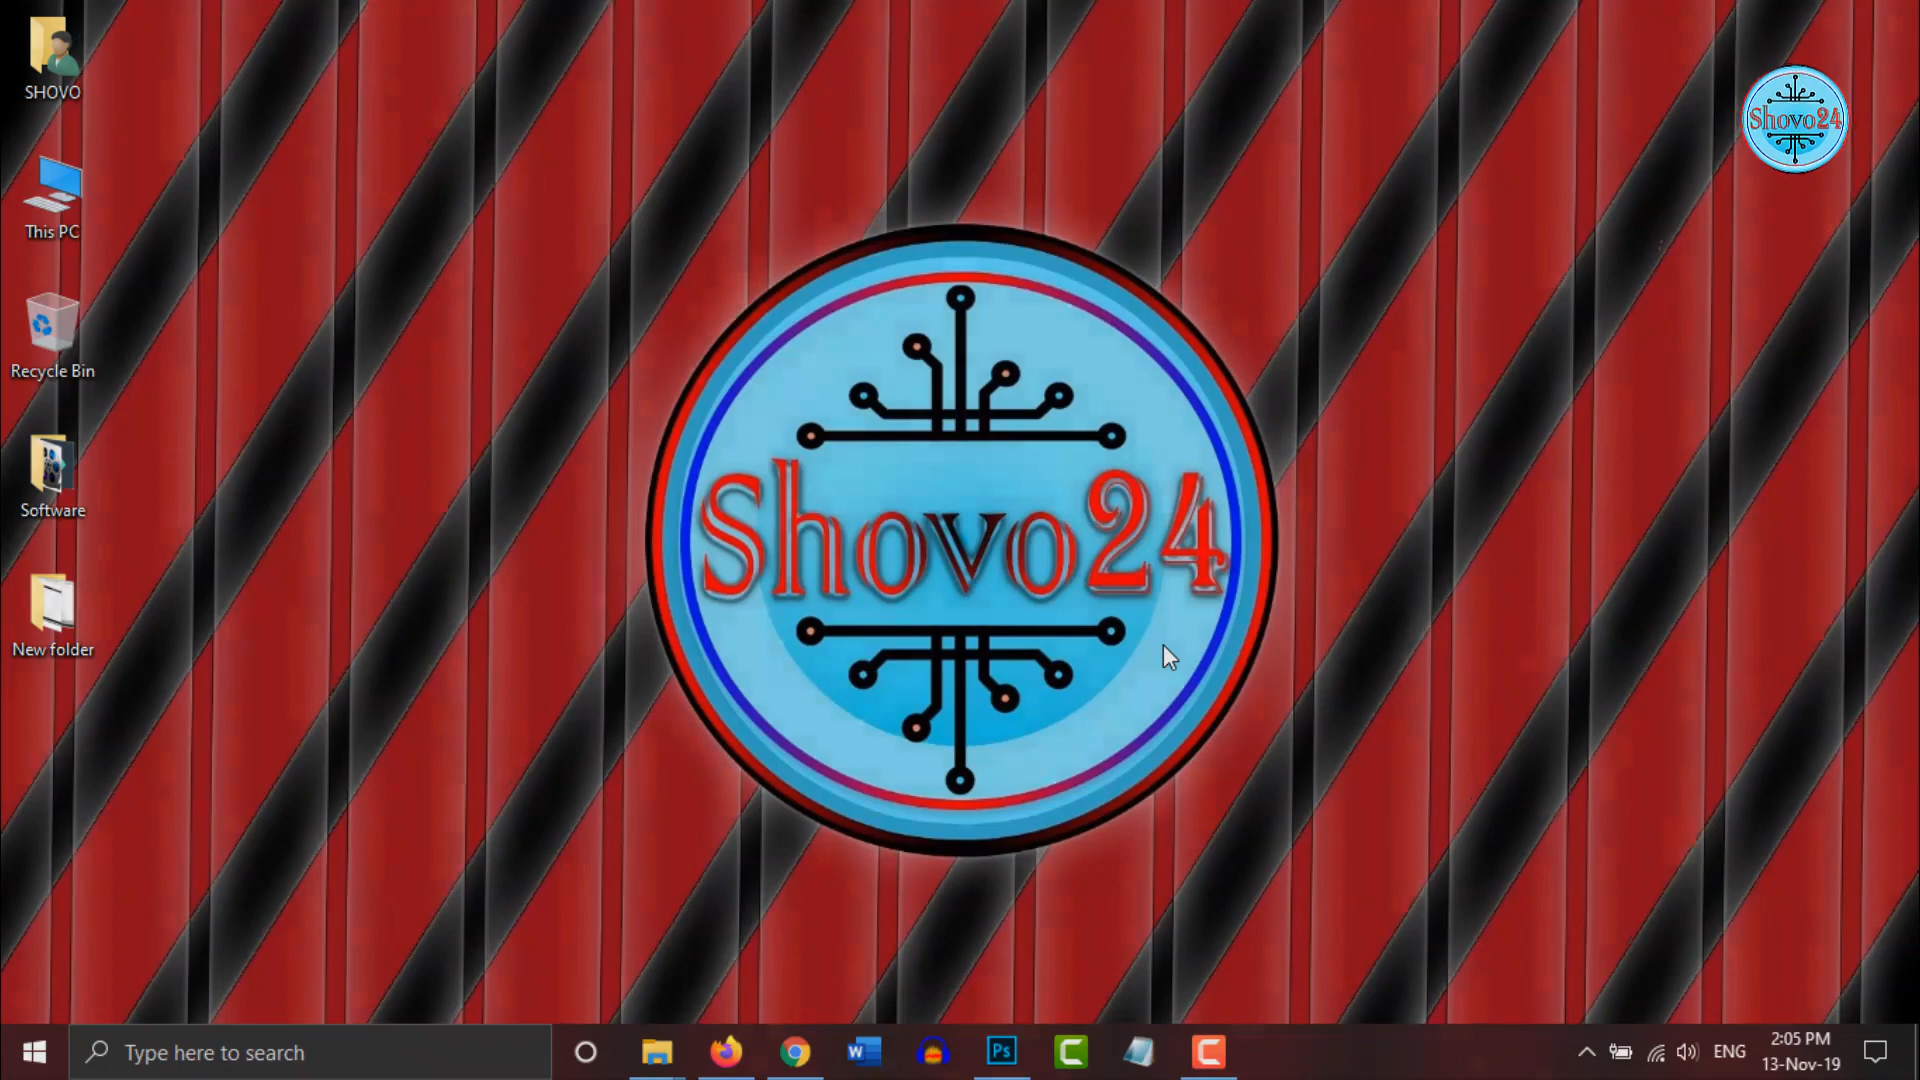 SHOVO
This PC
Recycle Bin
Software
New folder
Shovo24
Shovo24
Type here to search
W
Ps
ENG
2:05 PM
13-Nov-19